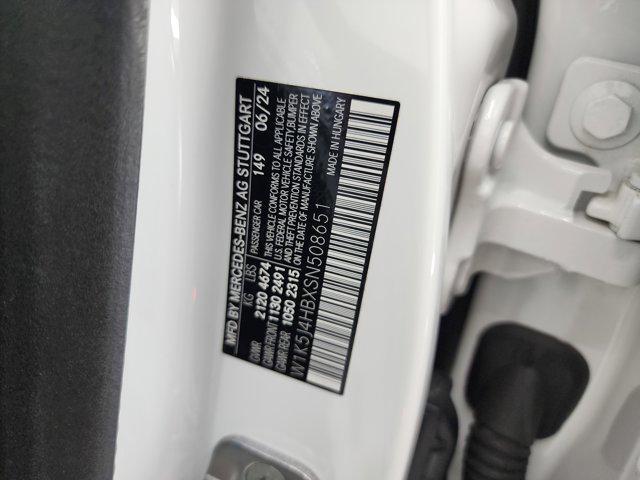 MFD BY MERCEDES-BENZ AG STUTTGART
KG LBS PASSENGER CAR 149 06/24
GVWR 2120 4674 THIS VEHICLE CONFORMS TO ALL APPLICABLE
GAWR FRONT 1130 2491 U.S. FEDERAL MOTOR VEHICLE SAFETY, BUMPER
GAWR REAR 1050 2315 AND THEFT PREVENTION STANDARDS IN EFFECT
ON THE DATE OF MANUFACTURE SHOWN ABOVE
W1K5J4HBXSN508651 MADE IN HUNGARY